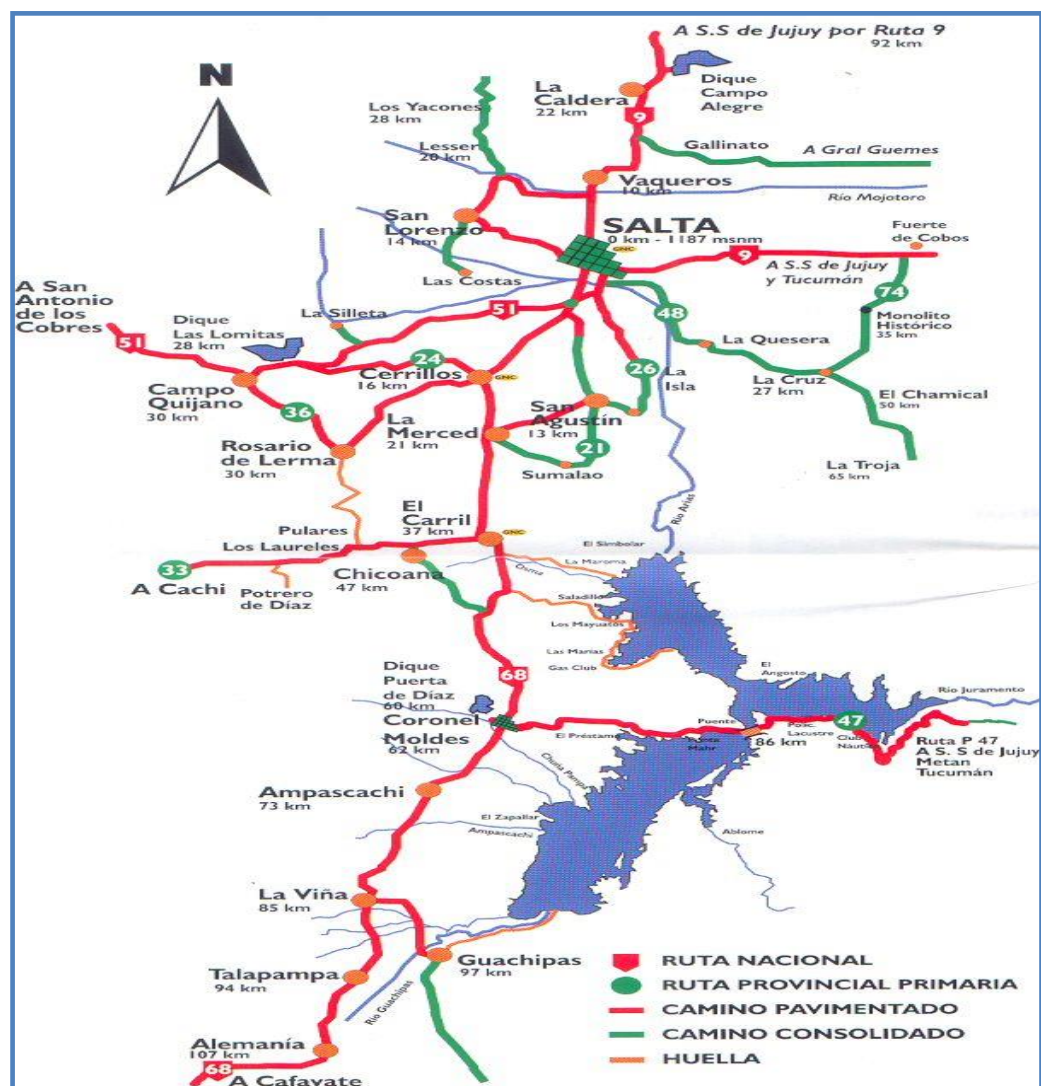 A S.S de Jujuy por Ruta 9
92 km
N
Dique
Campo
Alegre
La
Caldera
22 km
9
Los Yacones
28 km
Lesser
20 km
Gallinato
A Gral Guemes
Vaqueros
10 km
Río Mojotoro
San
Lorenzo
14 km
SALTA
0 km - 1187 msnm
GNC
Fuerte
de Cobos
9
A S.S de Jujuy
y Tucumán
Las Costas
74
A San
Antonio
de los
Cobres
51
Dique
Las Lomitas
28 km
La Silleta
51
48
Monolito
Histórico
35 km
La Quesera
24
Cerrillos
16 km
GNC
26
La
Isla
La Cruz
27 km
El Chamical
50 km
Campo
Quijano
30 km
36
La
Merced
21 km
San
Agustín
13 km
21
Rosario
de Lerma
30 km
Sumalao
La Troja
65 km
Río Arias
El
Carril
37 km
GNC
Pulares
Los Laureles
33
A Cachi
Chicoana
47 km
Potrero
de Díaz
El Simbolar
La Maroma
Saladillo
Los Mayuatos
Las Marías
Gas Club
68
Dique
Puerta
de Díaz
60 km
Coronel
Moldes
62 km
El
Angosto
Río Juramento
El Préstamo
Puente
86 km
Lacustre
Club
47
Ruta P 47
A S. S de Jujuy
Metan
Tucumán
Ampascachi
73 km
Chuña Pampa
El Zapallar
Ampascachi
Ablome
La Viña
85 km
Guachipas
97 km
Talapampa
94 km
Río Guachipas
Alemanía
107 km
68
A Cafayate
RUTA NACIONAL
RUTA PROVINCIAL PRIMARIA
CAMINO PAVIMENTADO
CAMINO CONSOLIDADO
HUELLA